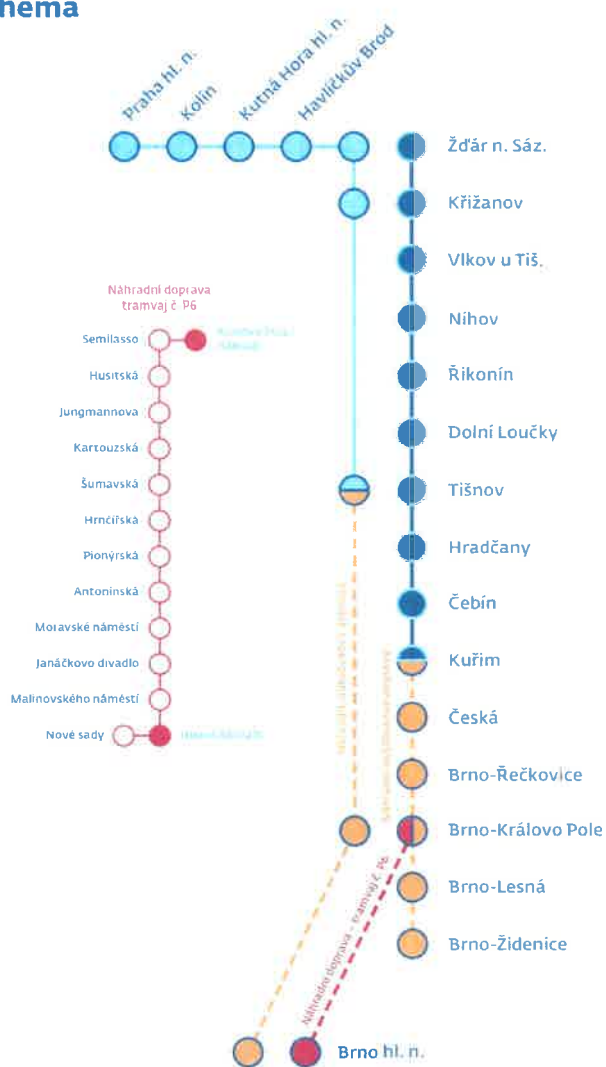 hema
Praha hl. n.
Kolín
Kutná Hora hl. n.
Havlíčkův Brod
Žďár n. Sáz.
Křižanov
Vlkov u Tiš.
Níhov
Řikonín
Dolní Loučky
Tišnov
Hradčany
Čebín
Kuřim
Česká
Brno-Řečkovice
Brno-Královo Pole
Brno-Lesná
Brno-Židenice
Brno hl. n.
Náhradní doprava
tramvaj č. P6
Semilasso
Husitská
Jungmannova
Kartouzská
Šumavská
Hrnčířská
Pionýrská
Antonínská
Moravské náměstí
Janáčkovo divadlo
Malinovského náměstí
Nové sady
Náhradní doprava - tramvaj č. P6